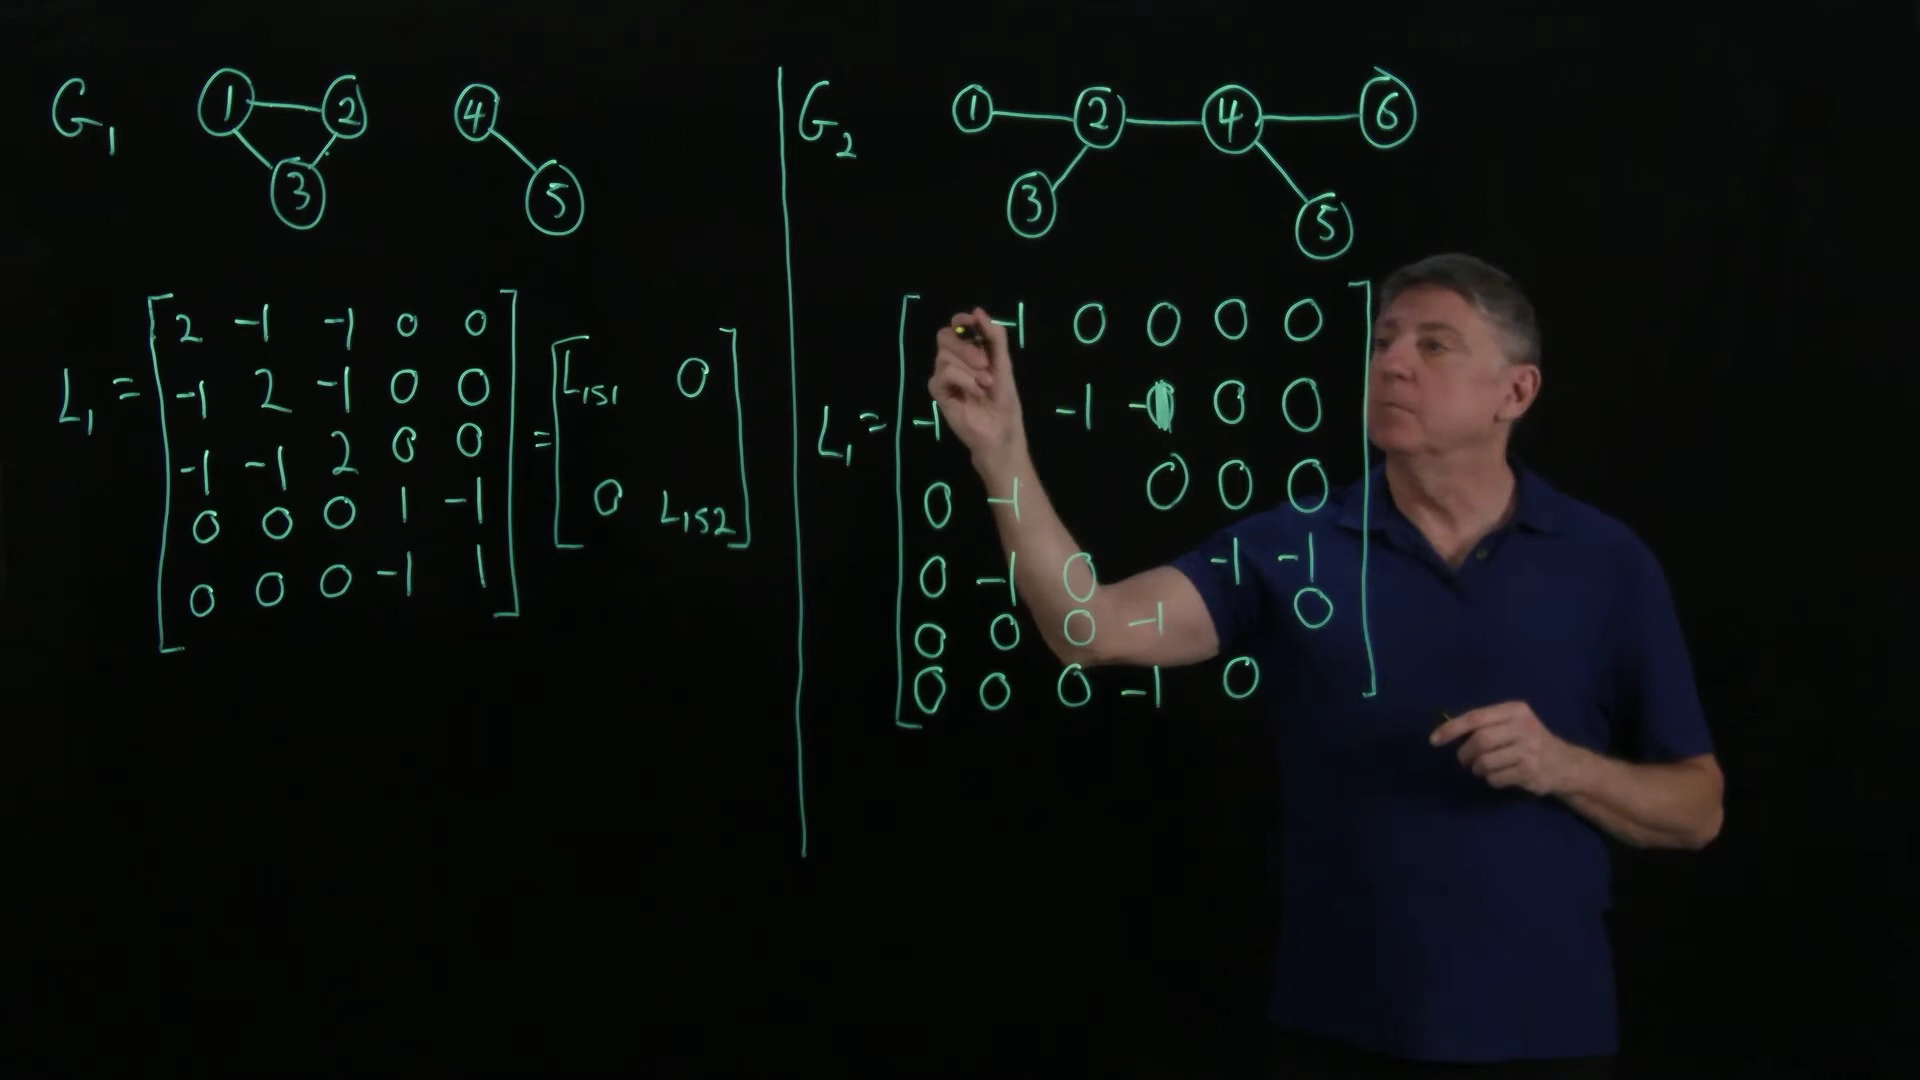 G1 1 2 4
3 5
L1 = [ 2 -1 -1 0 0
-1 2 -1 0 0
-1 -1 2 0 0
0 0 0 1 -1
0 0 0 -1 1 ]
= [ L1S1 0
0 L1S2 ]
G2 1 2 4 6
3 5
L1 = [ -1 0 0 0 0
-1 -1 -1 0 0
0 -1 0 0 0
0 -1 0 -1 -1
0 0 0 -1 0
0 0 0 -1 0 ]